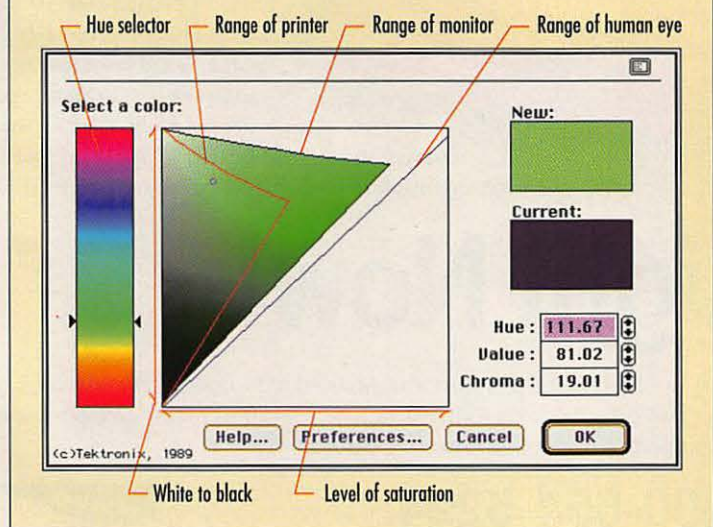 Hue selector
Range of printer
Range of monitor
Range of human eye
Select a color:
New:
Current:
Hue : 111.67
Value : 81.02
Chroma : 19.01
Help...
Preferences...
Cancel
OK
(c)Tektronix, 1989
White to black
Level of saturation